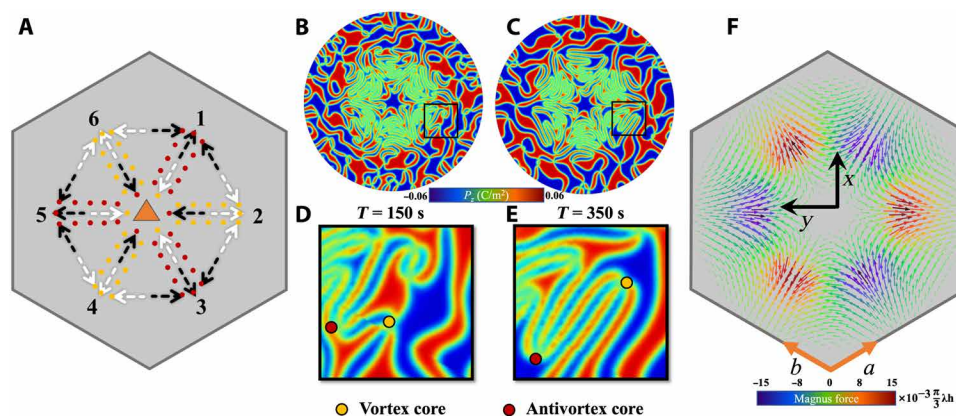 A
6
1
5
2
4
3
B
C
−0.06
Pz (C/m²)
0.06
D
T = 150 s
E
T = 350 s
Vortex core
Antivortex core
F
x
y
b
a
−15
−8
0
8
15
Magnus force
×10⁻³ π/3 λh